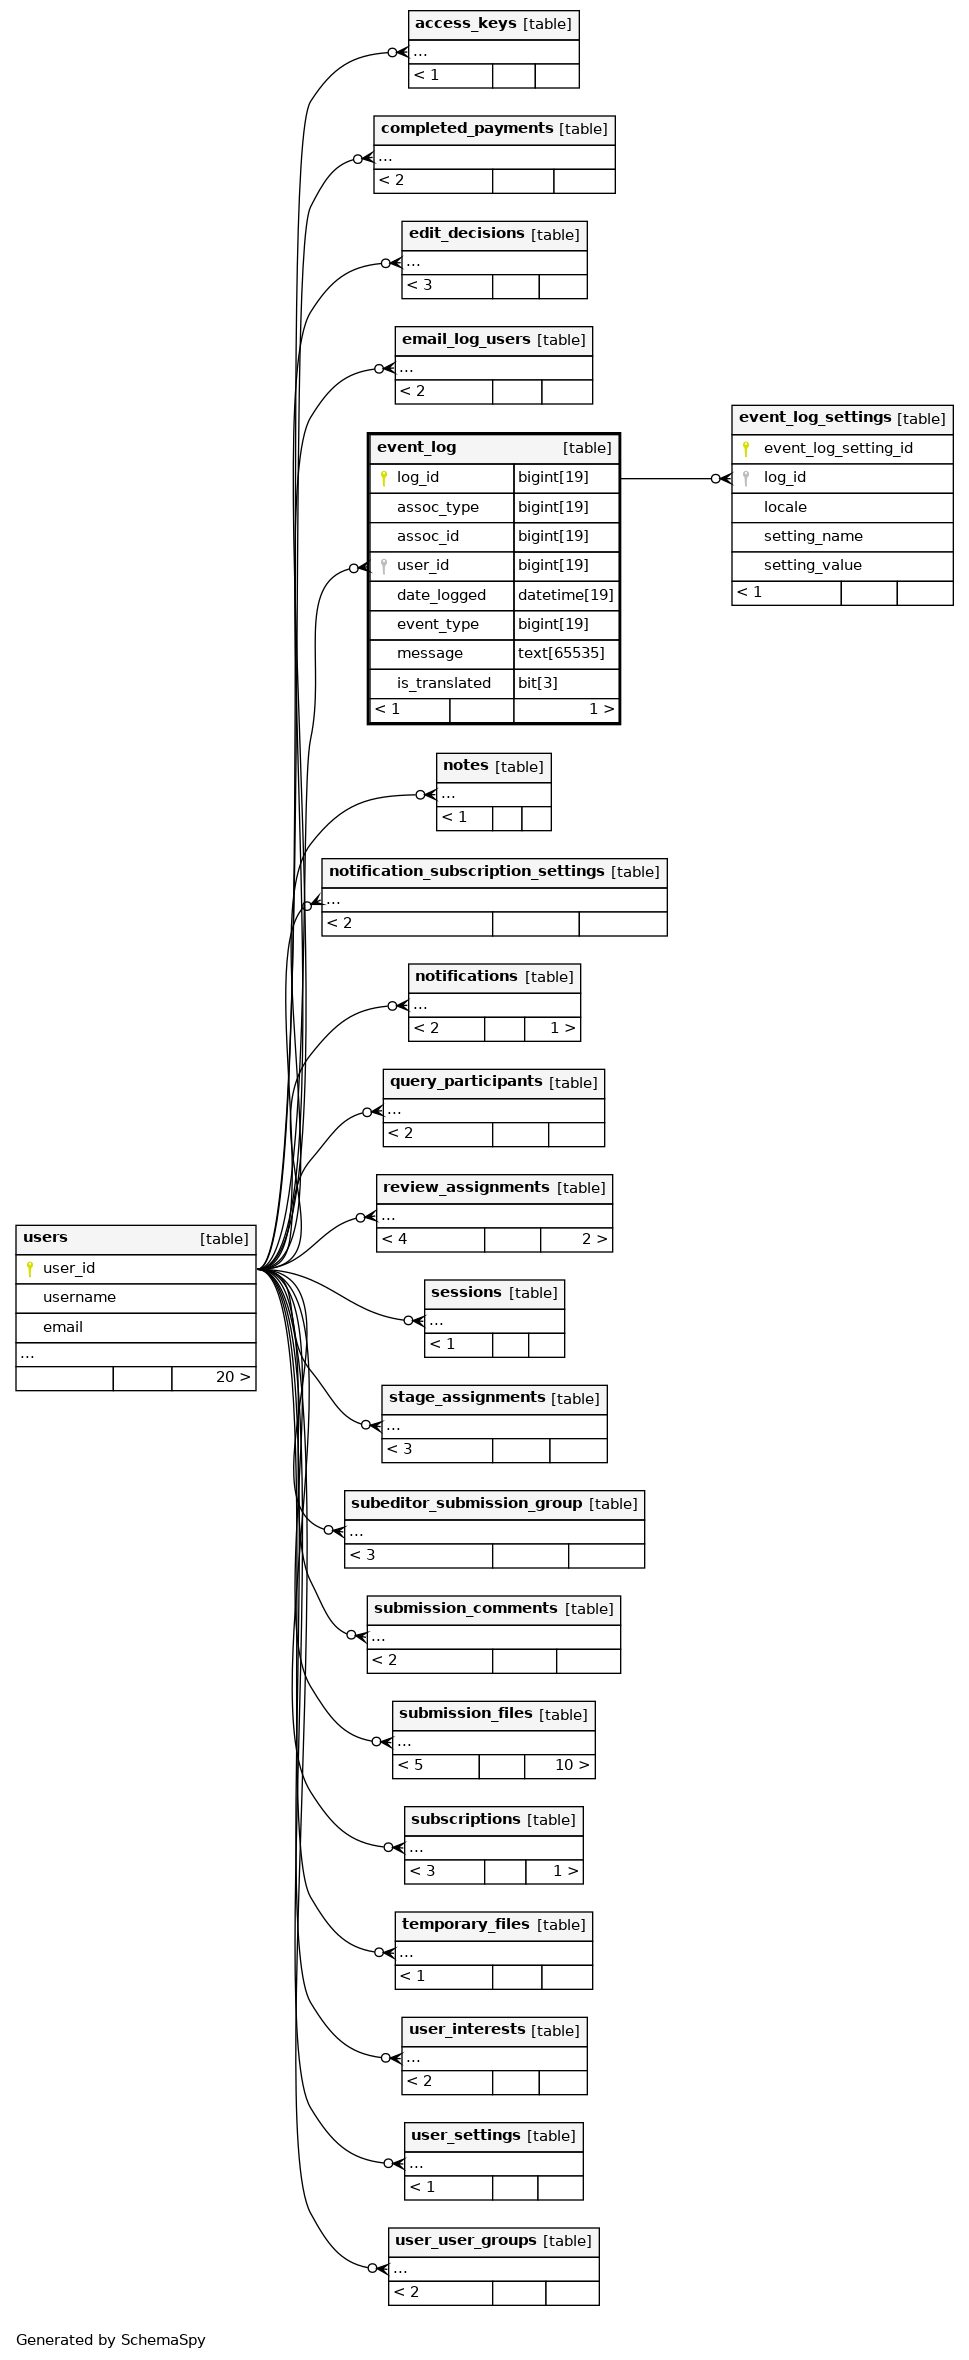 access_keys [table]
...
< 1
completed_payments [table]
...
< 2
edit_decisions [table]
...
< 3
email_log_users [table]
...
< 2
event_log [table]
log_id bigint[19]
assoc_type bigint[19]
assoc_id bigint[19]
user_id bigint[19]
date_logged datetime[19]
event_type bigint[19]
message text[65535]
is_translated bit[3]
< 1 1 >
event_log_settings [table]
event_log_setting_id
log_id
locale
setting_name
setting_value
< 1
notes [table]
...
< 1
notification_subscription_settings [table]
...
< 2
notifications [table]
...
< 2 1 >
query_participants [table]
...
< 2
review_assignments [table]
...
< 4 2 >
users [table]
user_id
username
email
...
20 >
sessions [table]
...
< 1
stage_assignments [table]
...
< 3
subeditor_submission_group [table]
...
< 3
submission_comments [table]
...
< 2
submission_files [table]
...
< 5 10 >
subscriptions [table]
...
< 3 1 >
temporary_files [table]
...
< 1
user_interests [table]
...
< 2
user_settings [table]
...
< 1
user_user_groups [table]
...
< 2
Generated by SchemaSpy